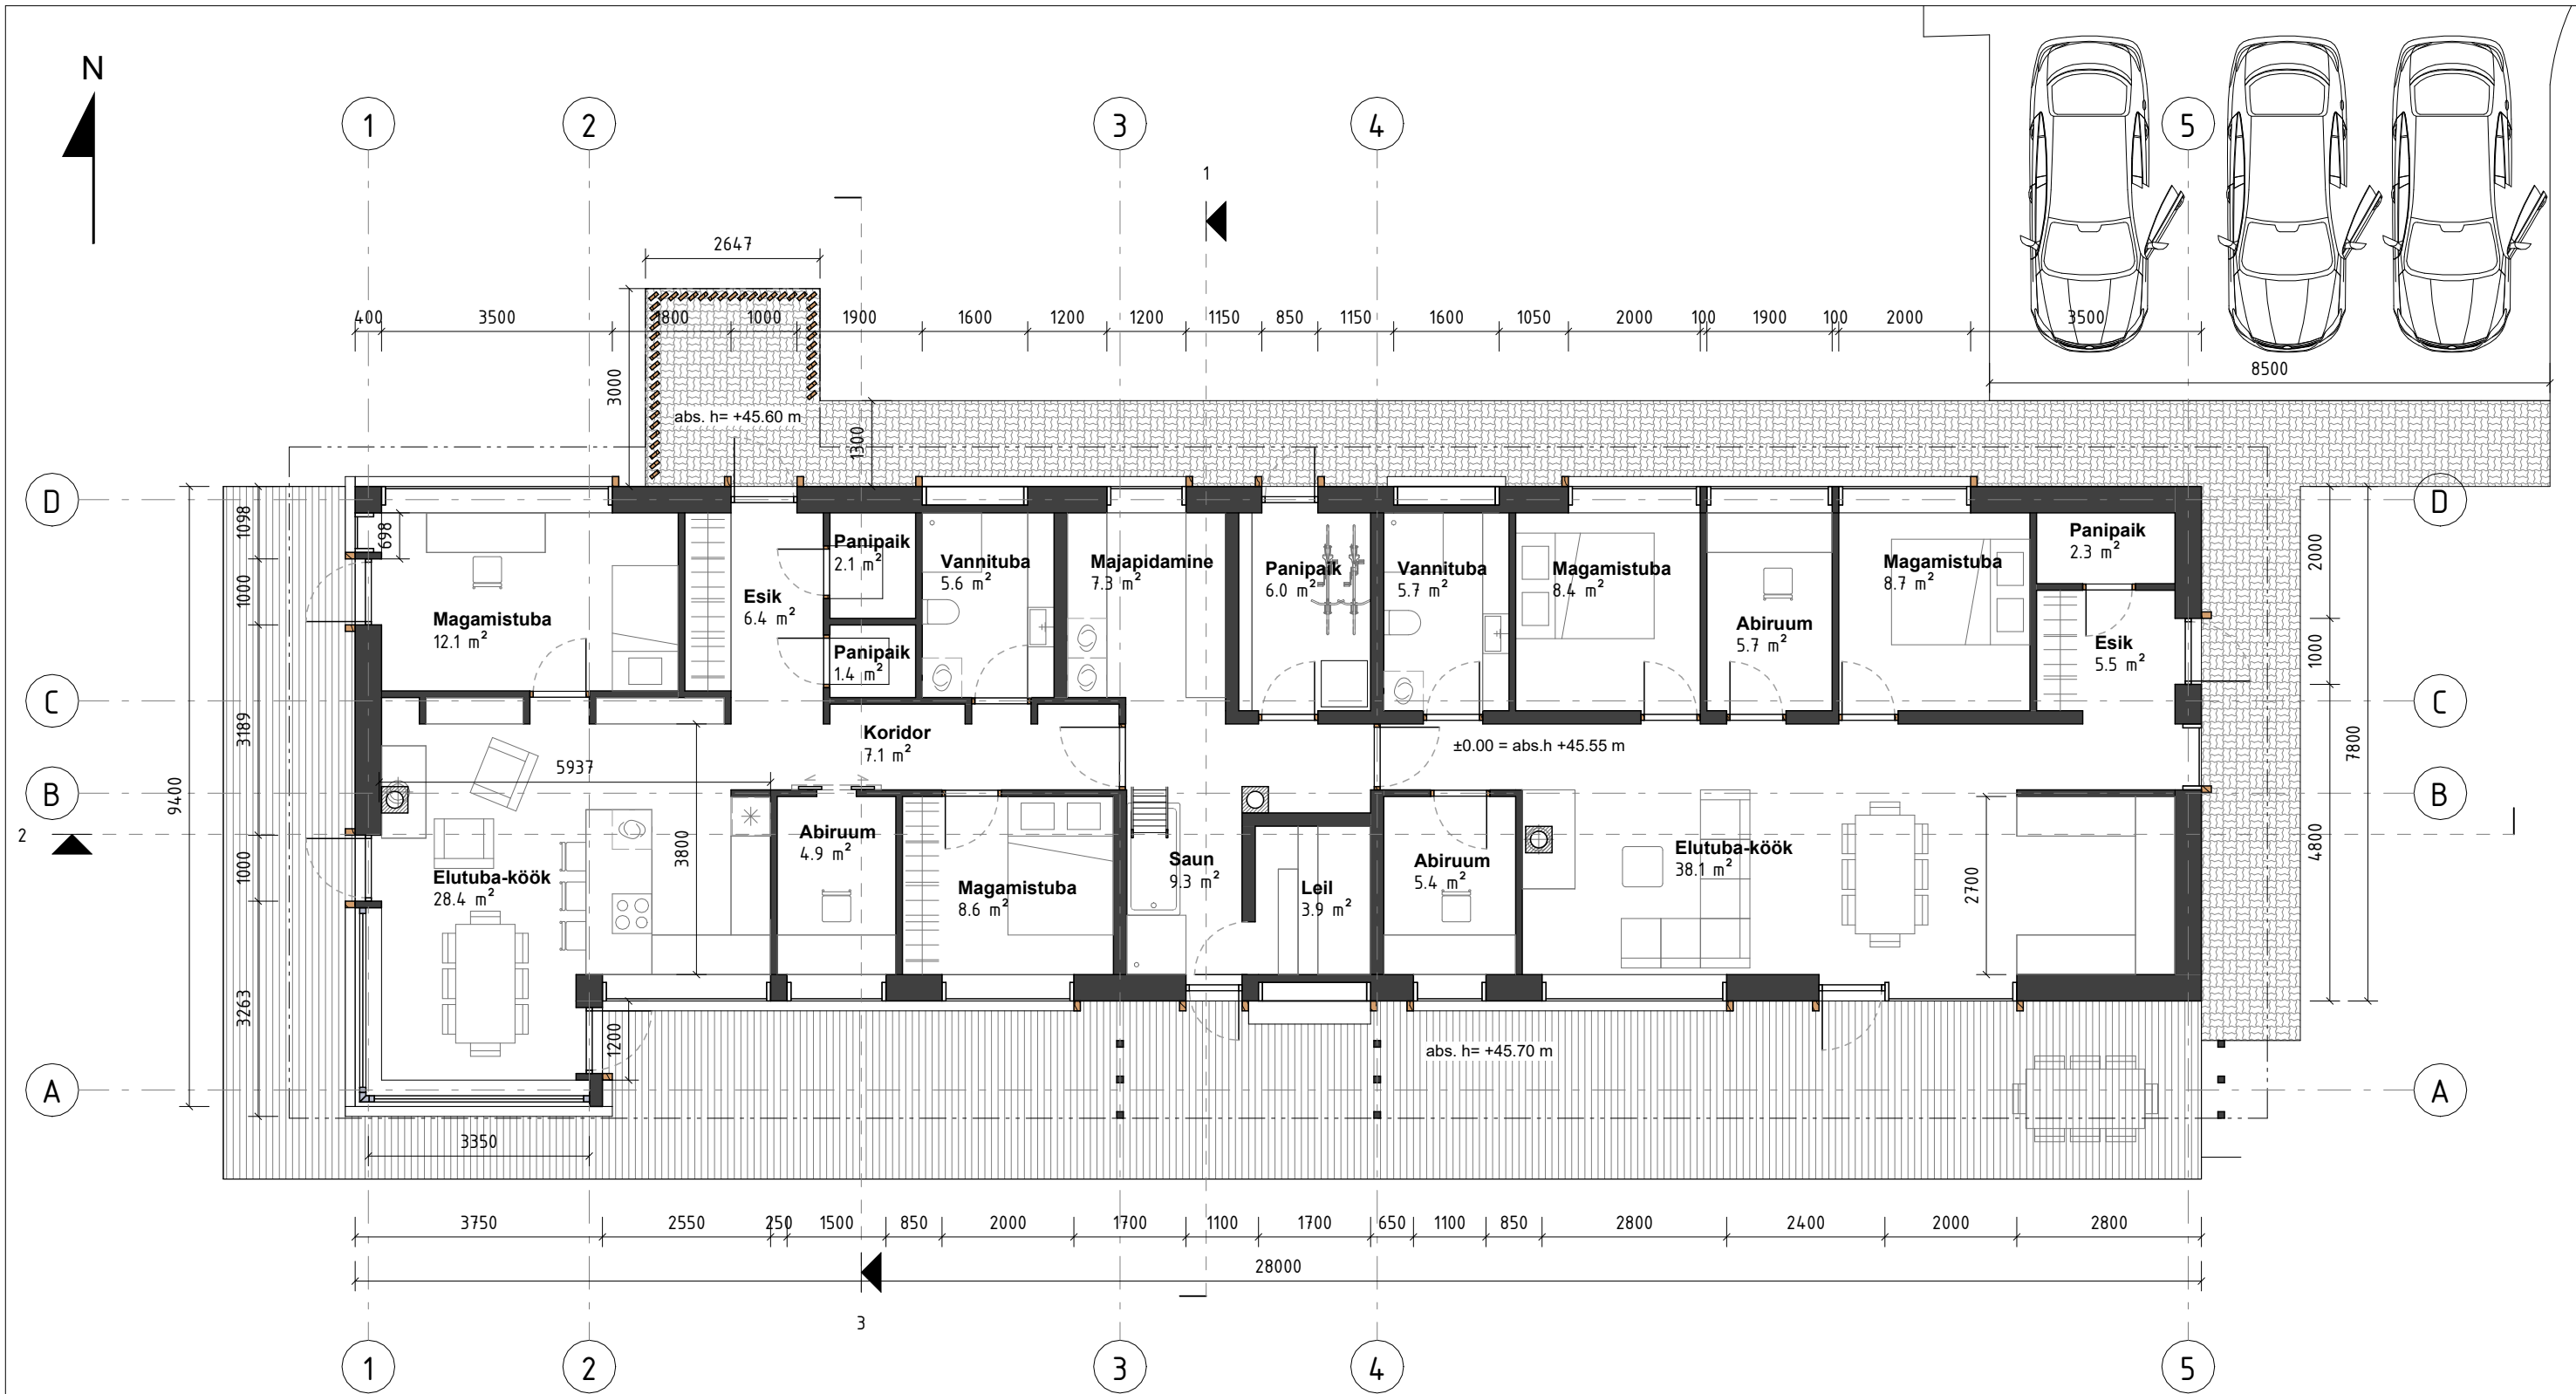 N
1
2
3
4
5
1
2647
400
3500
1800
1000
1900
1600
1200
1200
1150
850
1150
1600
1050
2000
100
1900
100
2000
3500
8500
3000
abs. h= +45.60 m
1300
D
D
1098
698
1000
3189
9400
1000
3263
Magamistuba
12.1 m²
Esik
6.4 m²
Panipaik
2.1 m²
Panipaik
1.4 m²
Vannituba
5.6 m²
Majapidamine
7.3 m²
Panipaik
6.0 m²
Vannituba
5.7 m²
Magamistuba
8.4 m²
Abiruum
5.7 m²
Magamistuba
8.7 m²
Panipaik
2.3 m²
Esik
5.5 m²
2000
1000
7800
4800
C
C
Koridor
7.1 m²
±0.00 = abs.h +45.55 m
5937
B
B
2
3800
Elutuba-köök
28.4 m²
Abiruum
4.9 m²
Magamistuba
8.6 m²
Saun
9.3 m²
Leil
3.9 m²
Abiruum
5.4 m²
Elutuba-köök
38.1 m²
2700
1200
abs. h= +45.70 m
A
A
3350
3750
2550
250
1500
850
2000
1700
1100
1700
650
1100
850
2800
2400
2000
2800
28000
3
1
2
3
4
5